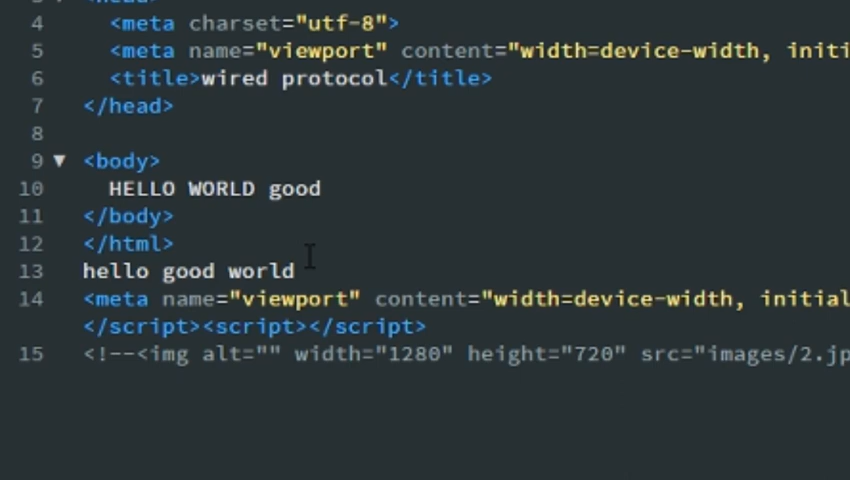 4 <meta charset="utf-8">
5 <meta name="viewport" content="width=device-width, initi
6 <title>wired protocol</title>
7 </head>
8
9 <body>
10 HELLO WORLD good
11 </body>
12 </html>
13 hello good world
14 <meta name="viewport" content="width=device-width, initial
</script><script></script>
15 <!--<img alt="" width="1280" height="720" src="images/2.jp